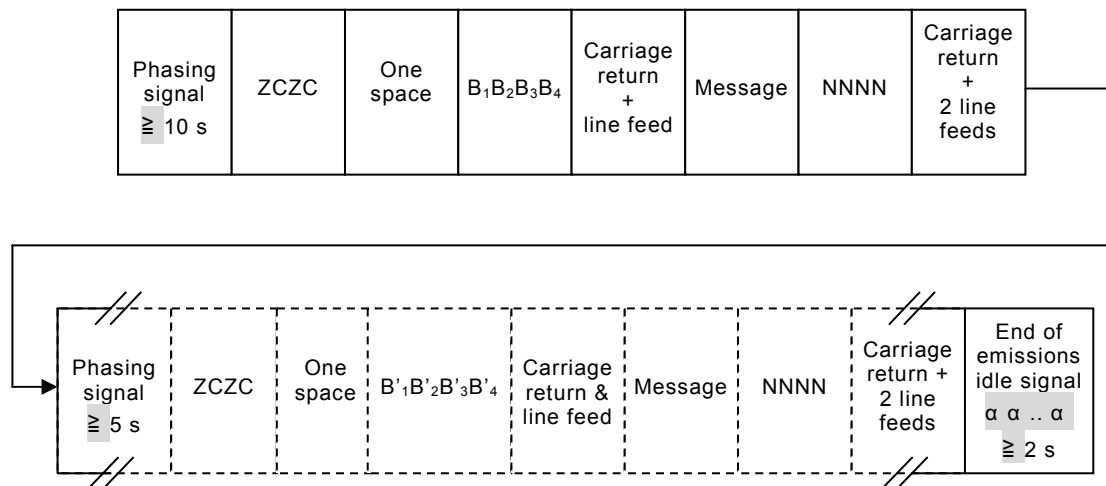 Phasing
signal
≧ 10 s
ZCZC
One
space
B₁B₂B₃B₄
Carriage
return
+
line feed
Message
NNNN
Carriage
return
+
2 line
feeds
Phasing
signal
≧ 5 s
ZCZC
One
space
B'₁B'₂B'₃B'₄
Carriage
return &
line feed
Message
NNNN
Carriage
return +
2 line
feeds
End of
emissions
idle signal
α α .. α
≧ 2 s